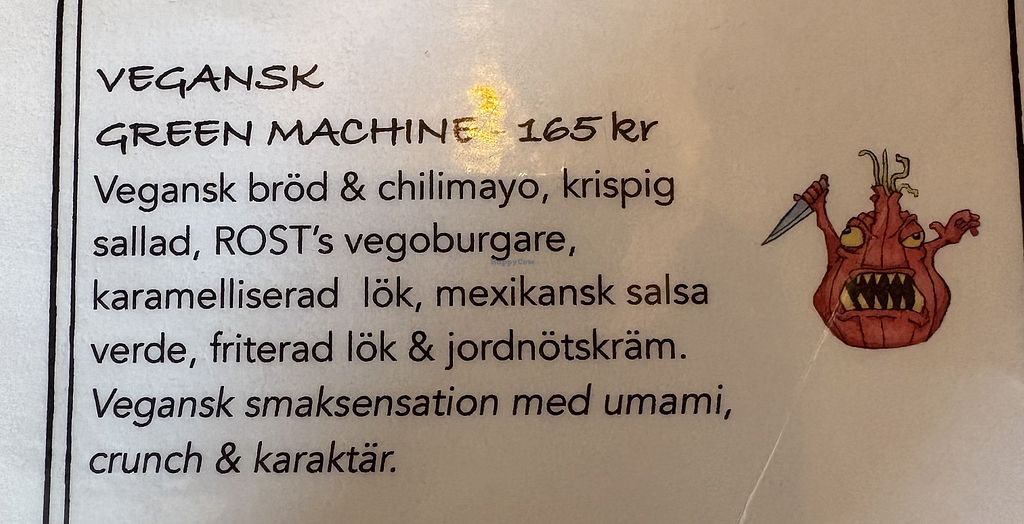 VEGANSK
GREEN MACHINE - 165 kr
Vegansk bröd & chilimayo, krispig
sallad, ROST's vegoburgare,
karamelliserad lök, mexikansk salsa
verde, friterad lök & jordnötskräm.
Vegansk smaksensation med umami,
crunch & karaktär.
HappyCow